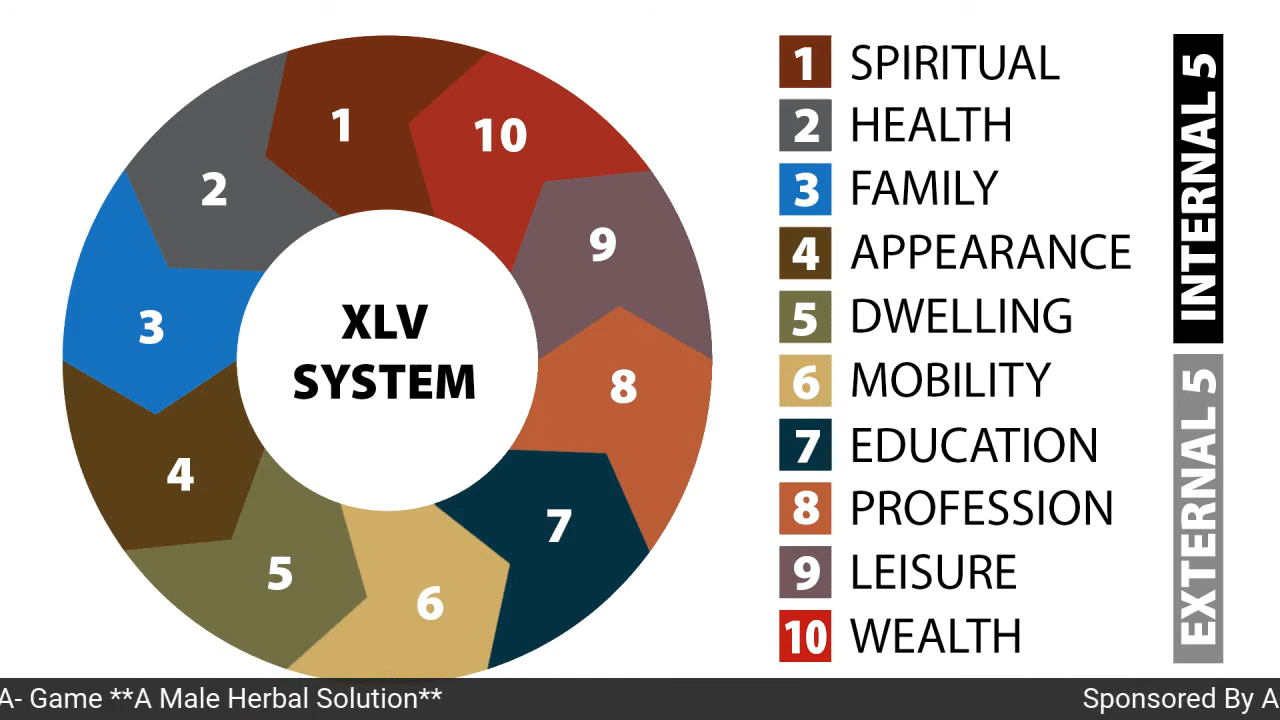 1
10
2
9
3
XLV
SYSTEM
8
4
7
5
6
1 SPIRITUAL
2 HEALTH
3 FAMILY
4 APPEARANCE
5 DWELLING
6 MOBILITY
7 EDUCATION
8 PROFESSION
9 LEISURE
10 WEALTH
INTERNAL 5
EXTERNAL 5
A- Game **A Male Herbal Solution**
Sponsored By A